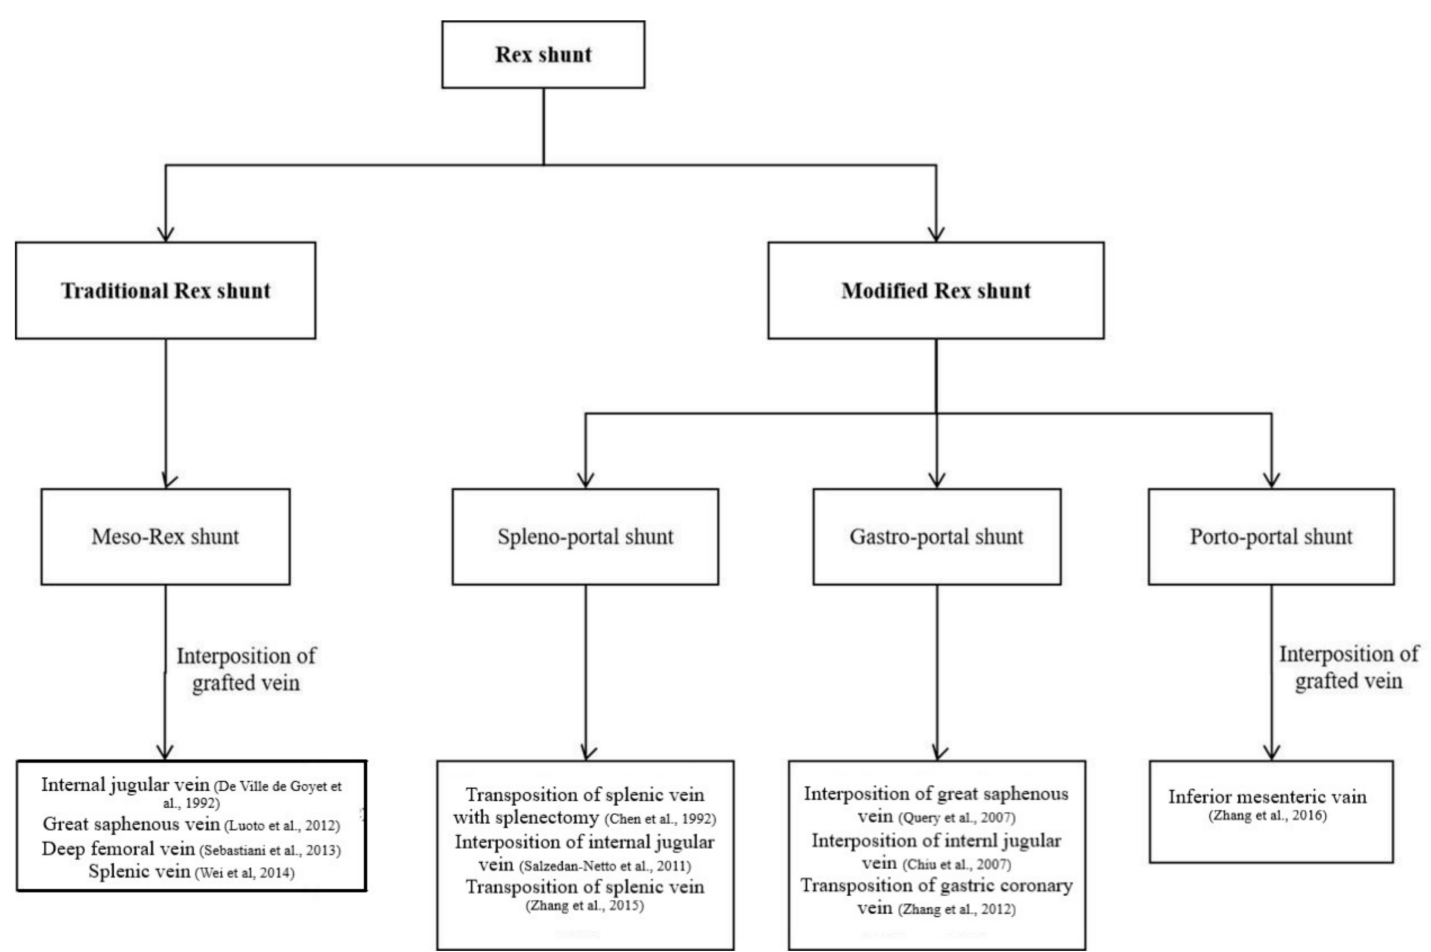 Rex shunt
Traditional Rex shunt
Modified Rex shunt
Meso-Rex shunt
Spleno-portal shunt
Gastro-portal shunt
Porto-portal shunt
Interposition of
grafted vein
Interposition of
grafted vein
Internal jugular vein (De Ville de Goyet et
al., 1992)
Great saphenous vein (Luoto et al., 2012)
Deep femoral vein (Sebastiani et al., 2013)
Splenic vein (Wei et al, 2014)
Transposition of splenic vein
with splenectomy (Chen et al., 1992)
Interposition of internal jugular
vein (Salzedan-Netto et al., 2011)
Transposition of splenic vein
(Zhang et al., 2015)
Interposition of great saphenous
vein (Query et al., 2007)
Interposition of internl jugular
vein (Chiu et al., 2007)
Transposition of gastric coronary
vein (Zhang et al., 2012)
Inferior mesenteric vain
(Zhang et al., 2016)